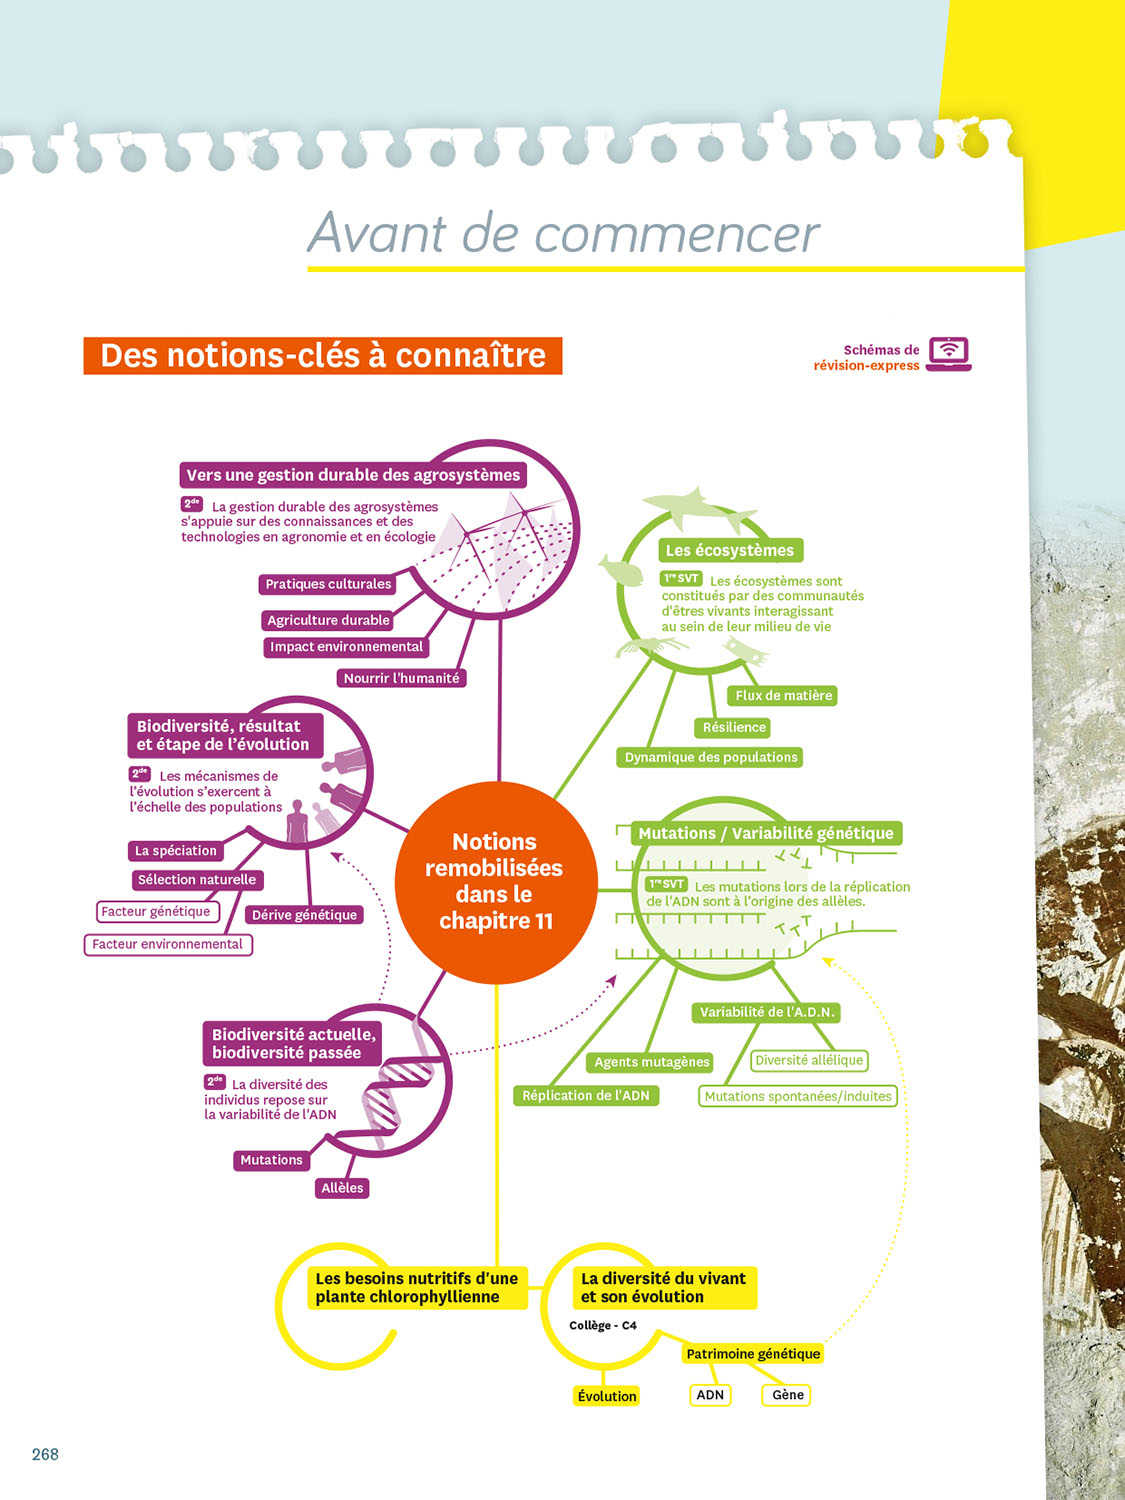 Avant de commencer
Des notions-clés à connaître
Schémas de
révision-express
Vers une gestion durable des agrosystèmes
2de La gestion durable des agrosystèmes
s'appuie sur des connaissances et des
technologies en agronomie et en écologie
Pratiques culturales
Agriculture durable
Impact environnemental
Nourrir l'humanité
Les écosystèmes
1re SVT Les écosystèmes sont
constitués par des communautés
d'êtres vivants interagissant
au sein de leur milieu de vie
Flux de matière
Résilience
Dynamique des populations
Biodiversité, résultat
et étape de l'évolution
2de Les mécanismes de
l'évolution s'exercent à
l'échelle des populations
La spéciation
Sélection naturelle
Facteur génétique
Facteur environnemental
Dérive génétique
Notions
remobilisées
dans le
chapitre 11
Mutations / Variabilité génétique
1re SVT Les mutations lors de la réplication
de l'ADN sont à l'origine des allèles.
Variabilité de l'A.D.N.
Agents mutagènes
Diversité allélique
Réplication de l'ADN
Mutations spontanées/induites
Biodiversité actuelle,
biodiversité passée
2de La diversité des
individus repose sur
la variabilité de l'ADN
Mutations
Allèles
Les besoins nutritifs d'une
plante chlorophyllienne
La diversité du vivant
et son évolution
Collège - C4
Patrimoine génétique
Évolution
ADN
Gène
268